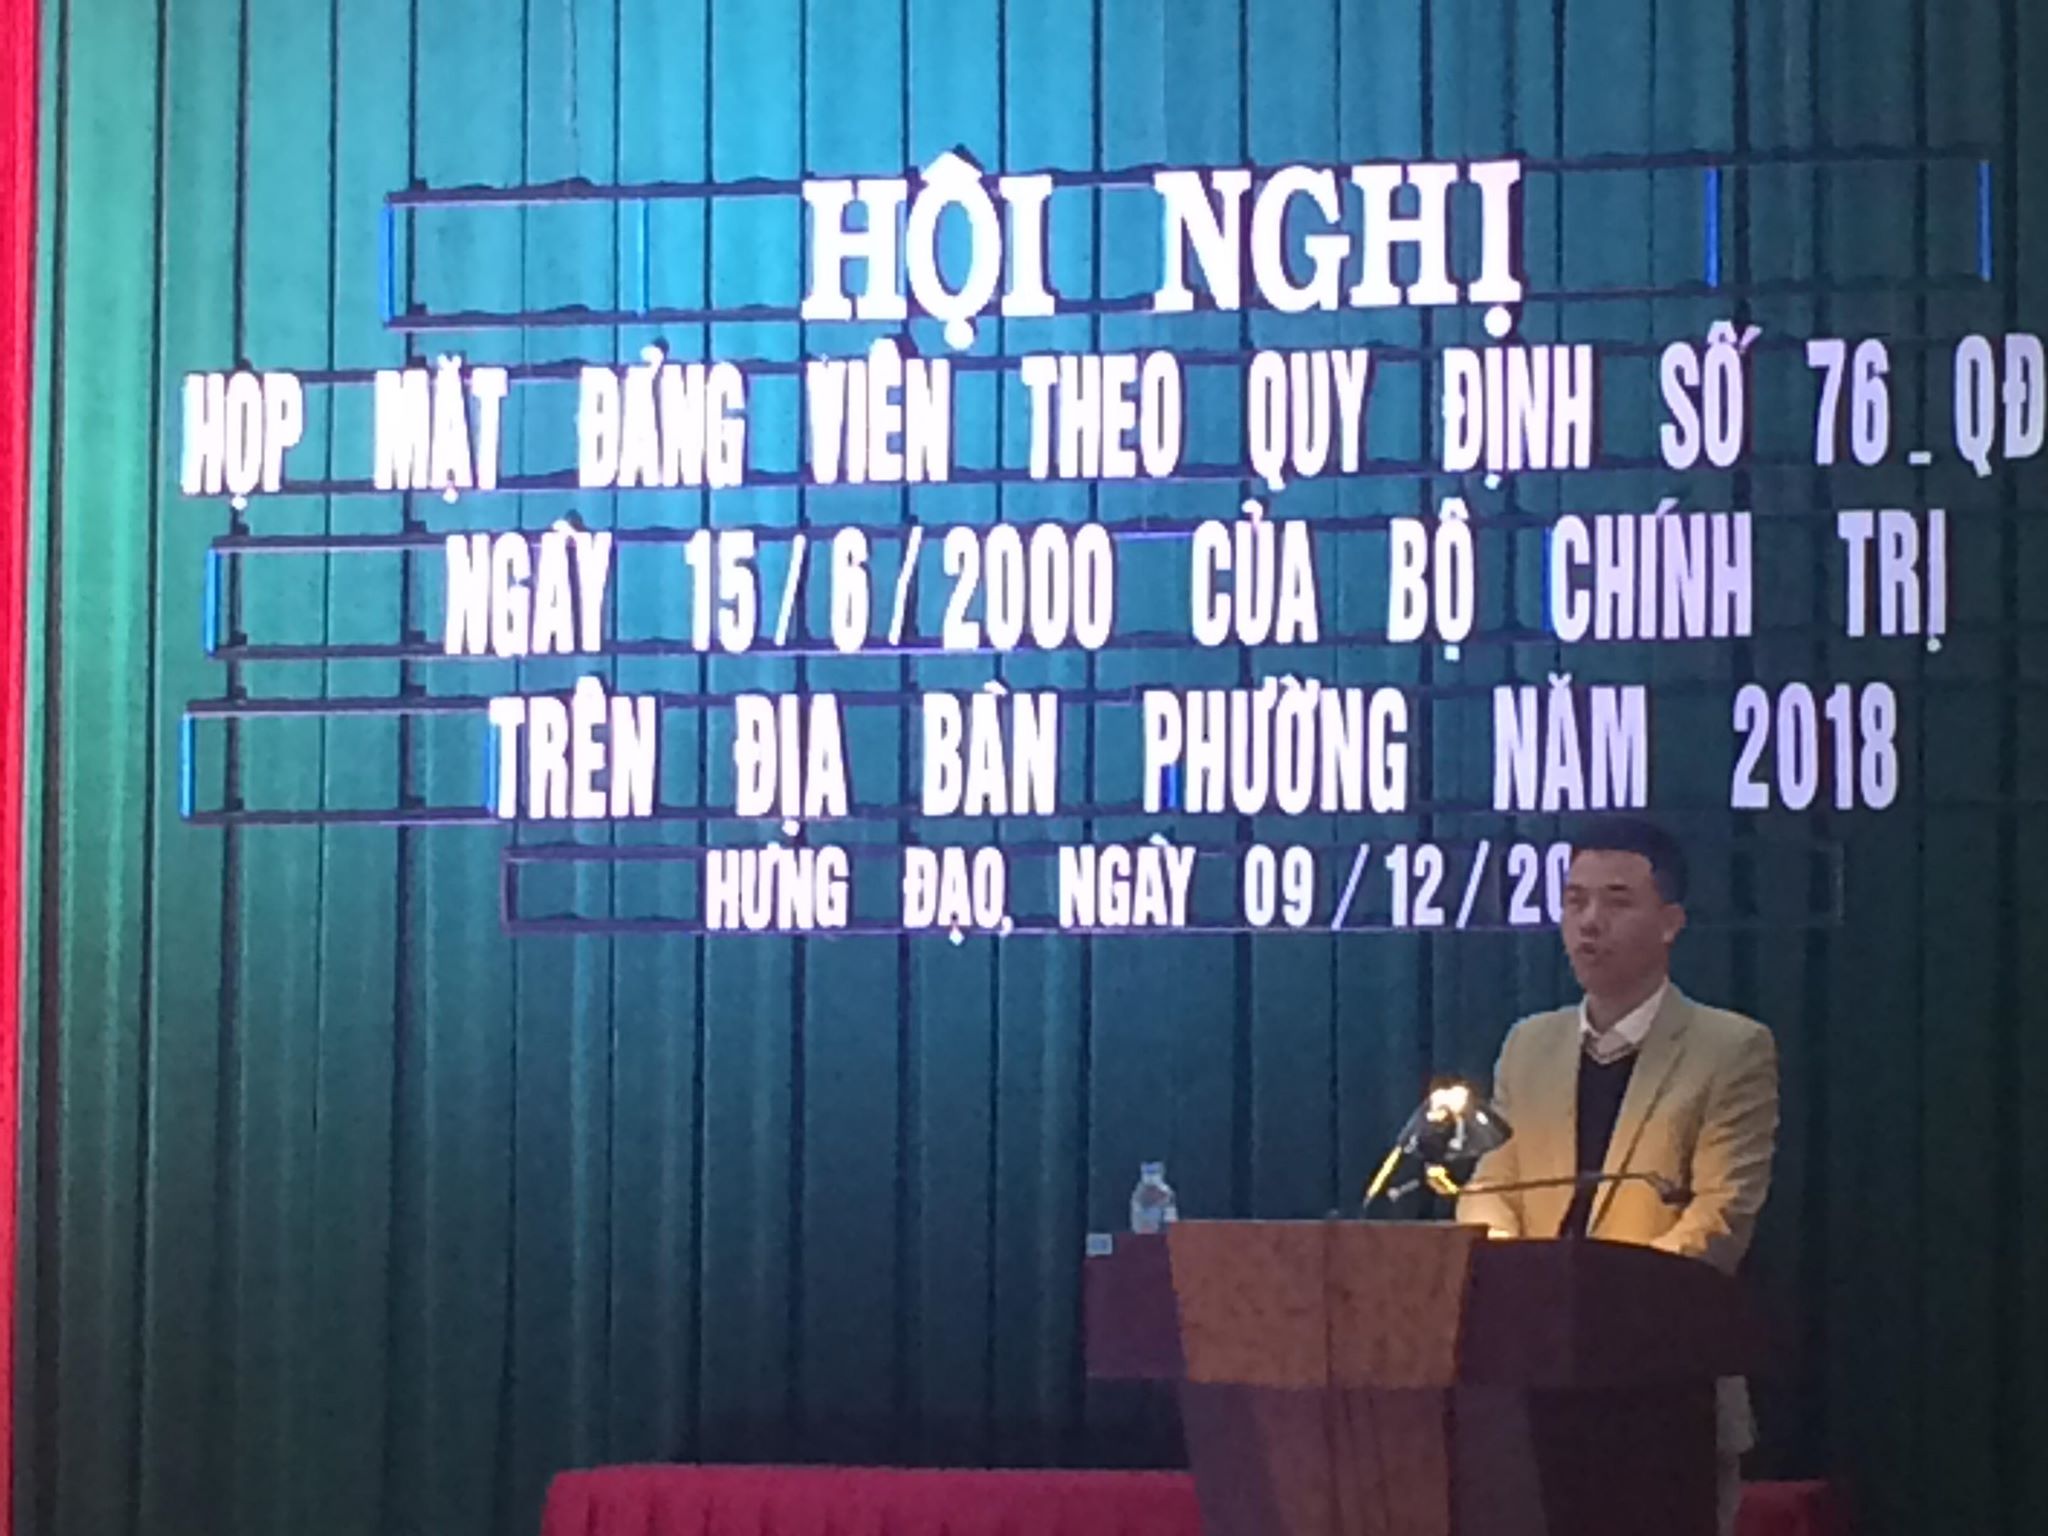 HỘI NGHỊ
HỌP MẶT ĐẢNG VIÊN THEO QUY ĐỊNH SỐ 76_QĐ
NGÀY 15/6/2000 CỦA BỘ CHÍNH TRỊ
TRÊN ĐỊA BÀN PHƯỜNG NĂM 2018
HƯNG ĐẠO, NGÀY 09/12/20